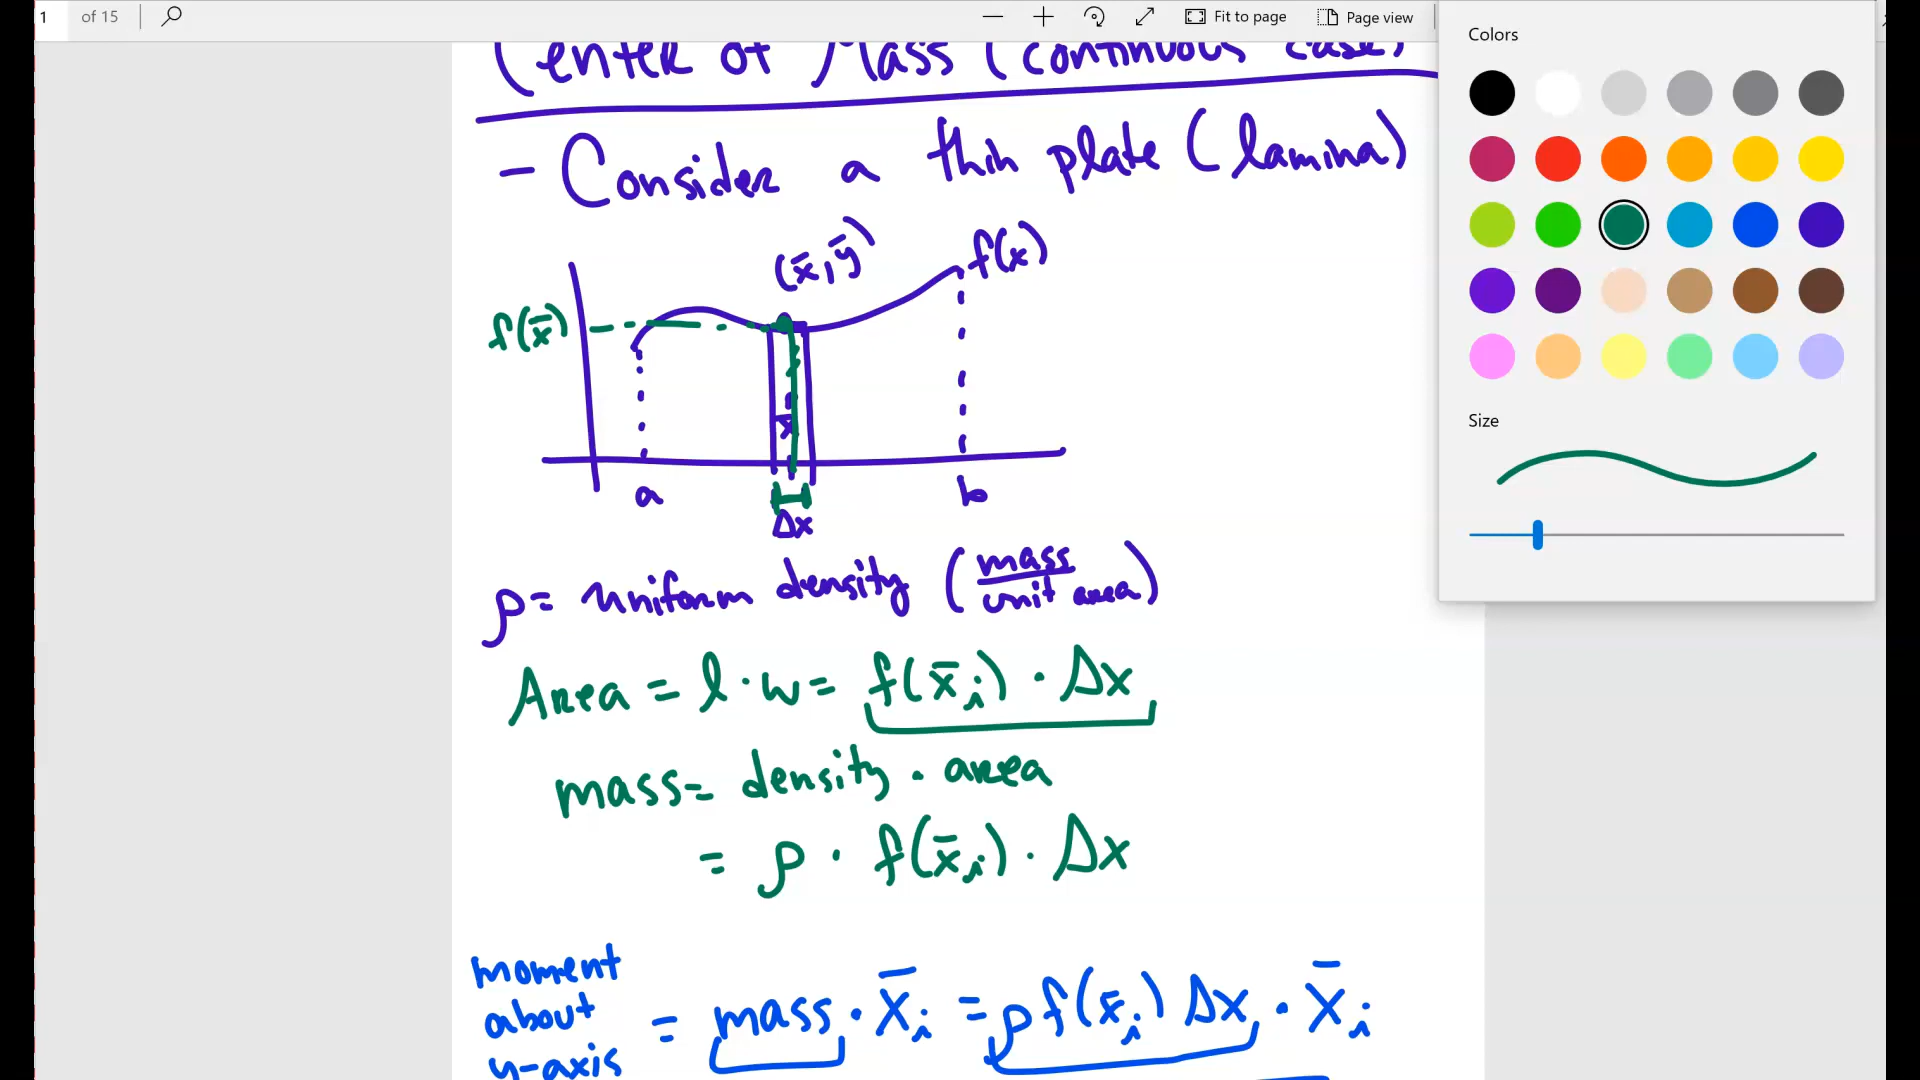 1 of 15 Fit to page Page view
Colors
Center of Mass (continuous case)
- Consider a thin plate (lamina)
(x̄, ȳ) f(x)
f(x̄)
x̄
a b
Δx
Size
ρ = uniform density (mass/unit area)
Area = l · w = f(x̄ᵢ) · Δx
mass = density · area
= ρ · f(x̄ᵢ) · Δx
moment
about = mass · x̄ᵢ = ρ f(x̄ᵢ) Δx · x̄ᵢ
y-axis